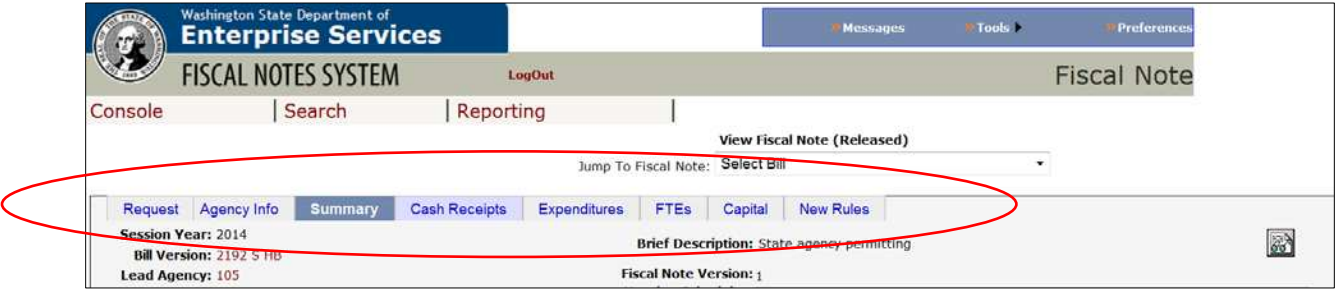 Washington State Department of
Enterprise Services
Messages Tools Preferences
FISCAL NOTES SYSTEM LogOut Fiscal Note
Console Search Reporting
View Fiscal Note (Released)
Jump To Fiscal Note: Select Bill
Request Agency Info Summary Cash Receipts Expenditures FTEs Capital New Rules
Session Year: 2014
Brief Description: State agency permitting
Bill Version: 2192 S HB
Lead Agency: 105
Fiscal Note Version: 1